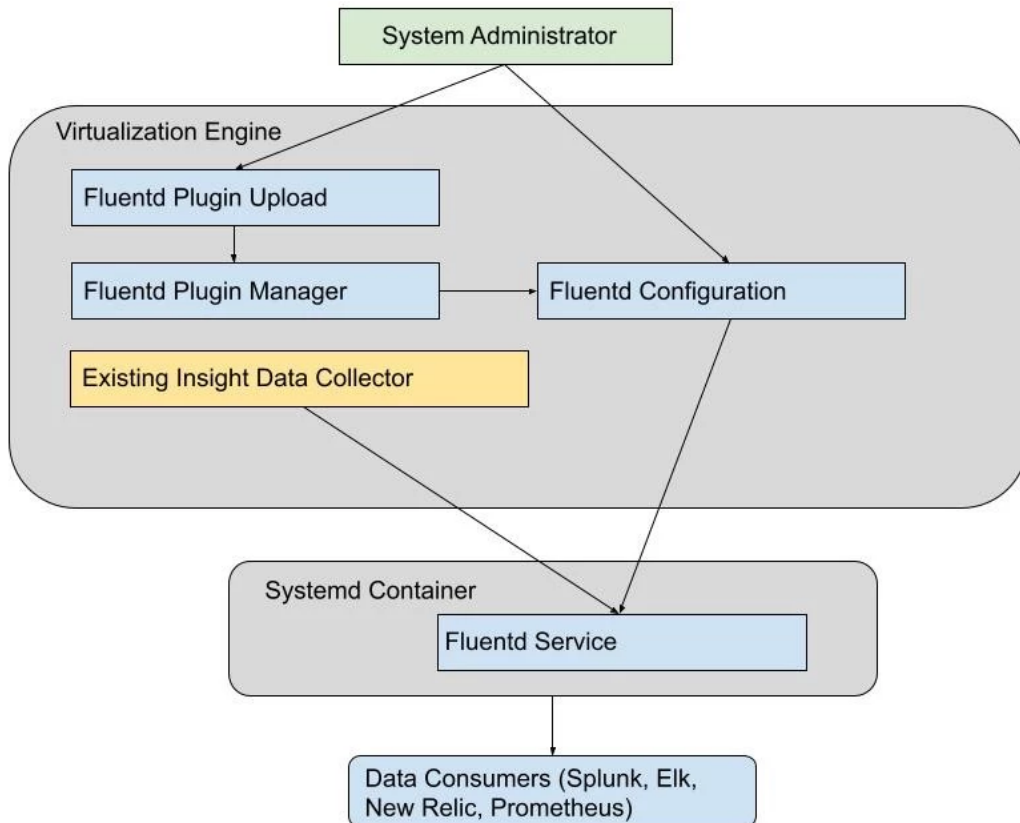 System Administrator
Virtualization Engine
Fluentd Plugin Upload
Fluentd Plugin Manager
Fluentd Configuration
Existing Insight Data Collector
Systemd Container
Fluentd Service
Data Consumers (Splunk, Elk,
New Relic, Prometheus)